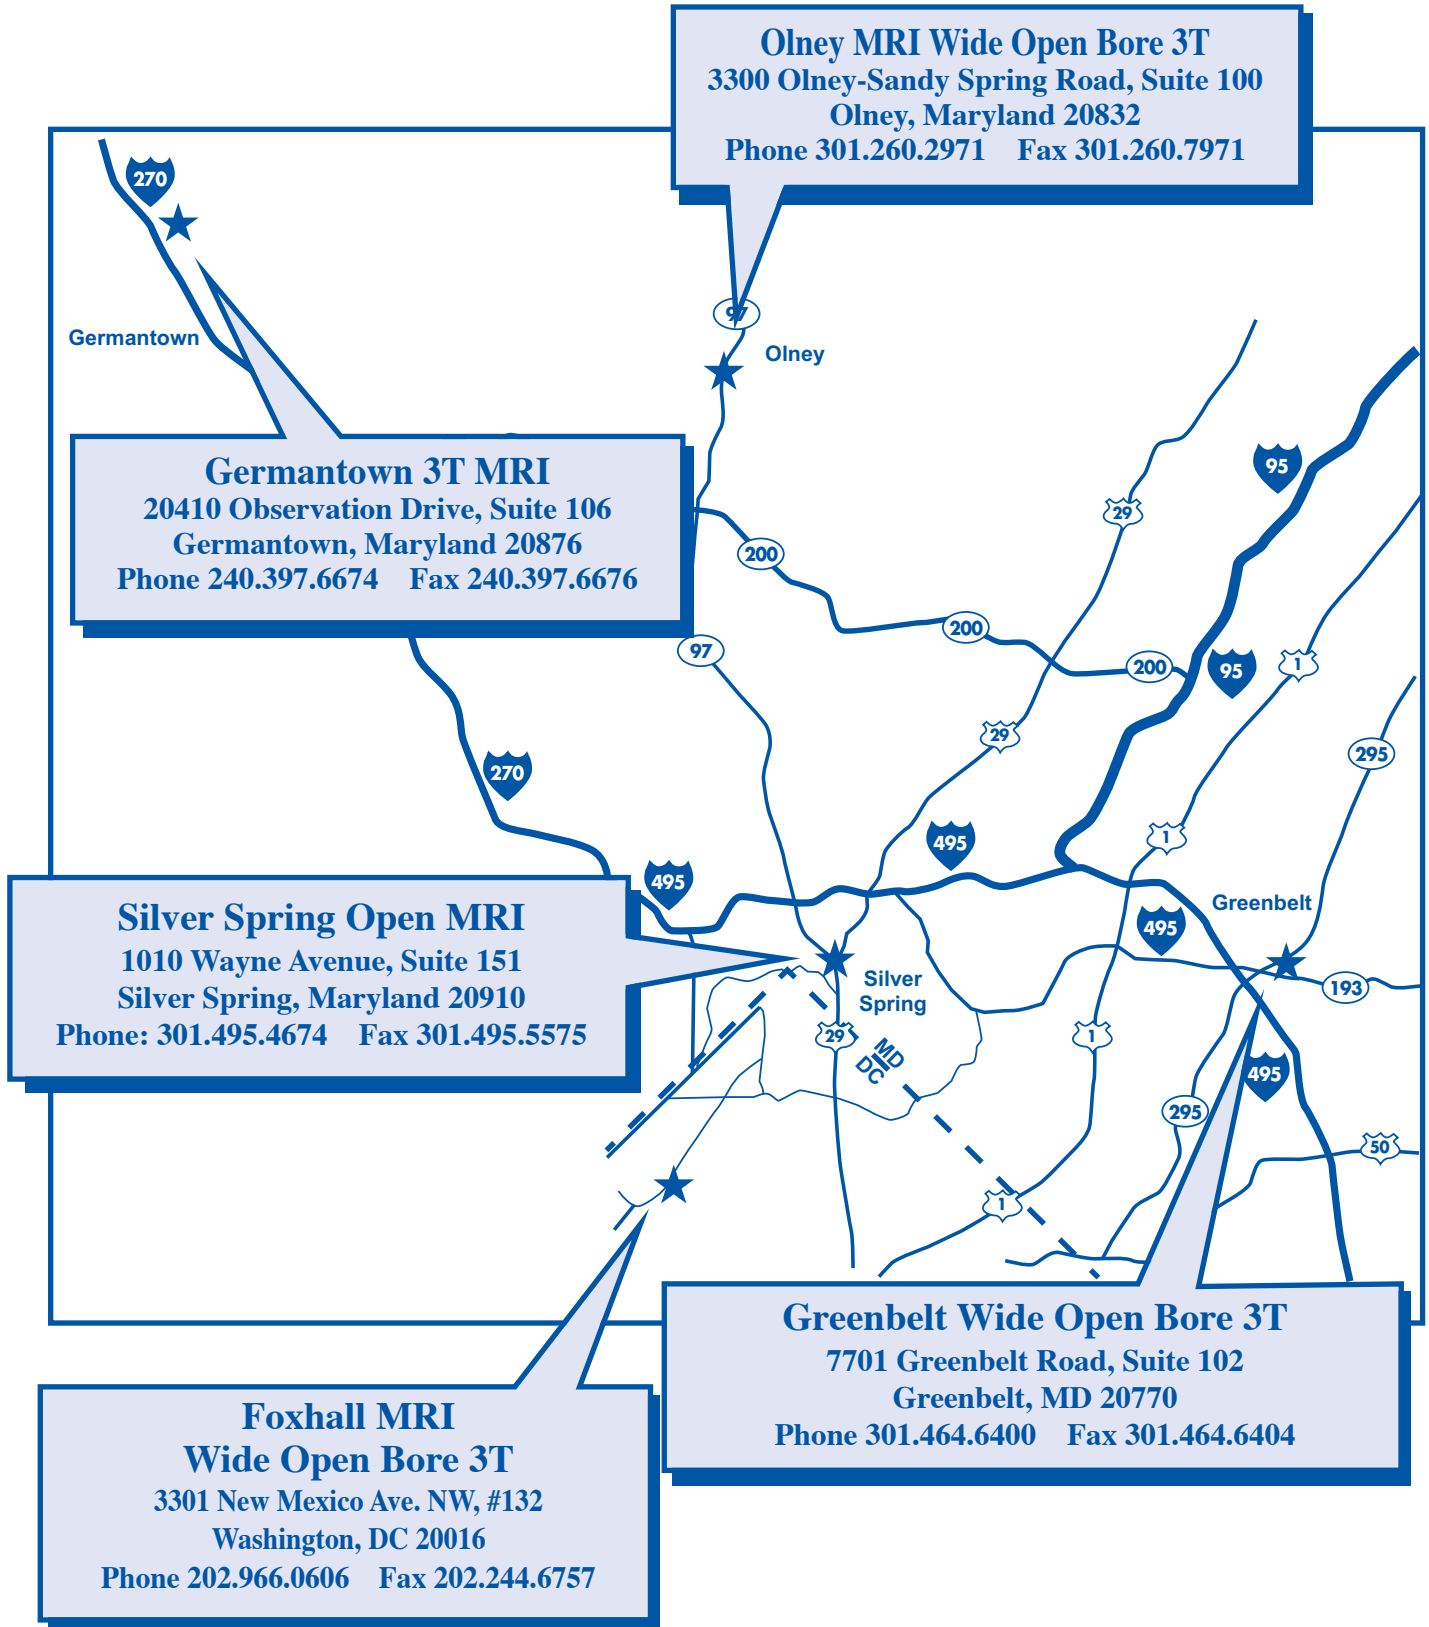 Olney MRI Wide Open Bore 3T
3300 Olney-Sandy Spring Road, Suite 100
Olney, Maryland 20832
Phone 301.260.2971 Fax 301.260.7971
270
97
Germantown
Olney
95
Germantown 3T MRI
20410 Observation Drive, Suite 106
Germantown, Maryland 20876
Phone 240.397.6674 Fax 240.397.6676
29
200
200
97
200
95
1
29
295
270
495
1
495
Silver Spring Open MRI
1010 Wayne Avenue, Suite 151
Silver Spring, Maryland 20910
Phone: 301.495.4674 Fax 301.495.5575
Greenbelt
495
Silver
Spring
193
29
MD
DC
1
495
295
50
1
Greenbelt Wide Open Bore 3T
7701 Greenbelt Road, Suite 102
Greenbelt, MD 20770
Phone 301.464.6400 Fax 301.464.6404
Foxhall MRI
Wide Open Bore 3T
3301 New Mexico Ave. NW, #132
Washington, DC 20016
Phone 202.966.0606 Fax 202.244.6757